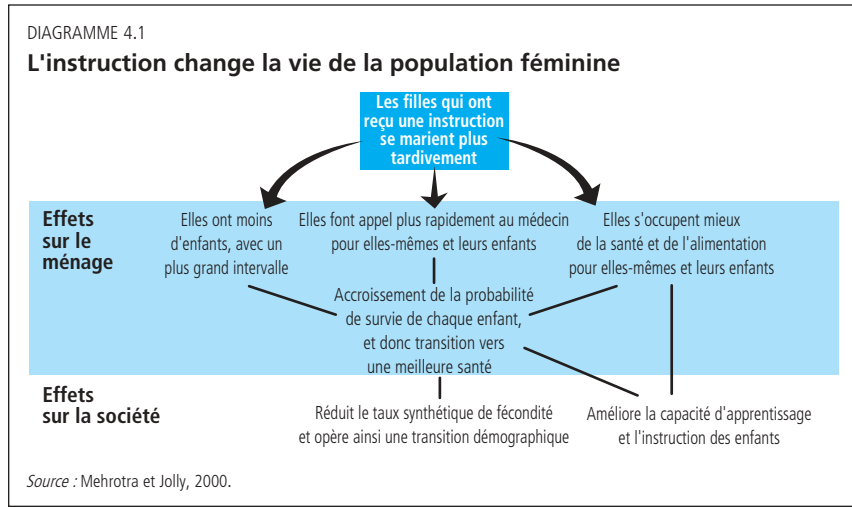 DIAGRAMME 4.1
L'instruction change la vie de la population féminine
Les filles qui ont
reçu une instruction
se marient plus
tardivement
Effets
sur le
ménage
Elles ont moins
d'enfants, avec un
plus grand intervalle
Elles font appel plus rapidement au médecin
pour elles-mêmes et leurs enfants
Elles s'occupent mieux
de la santé et de l'alimentation
pour elles-mêmes et leurs enfants
Accroissement de la probabilité
de survie de chaque enfant,
et donc transition vers
une meilleure santé
Effets
sur la société
Réduit le taux synthétique de fécondité
et opère ainsi une transition démographique
Améliore la capacité d'apprentissage
et l'instruction des enfants
Source : Mehrotra et Jolly, 2000.